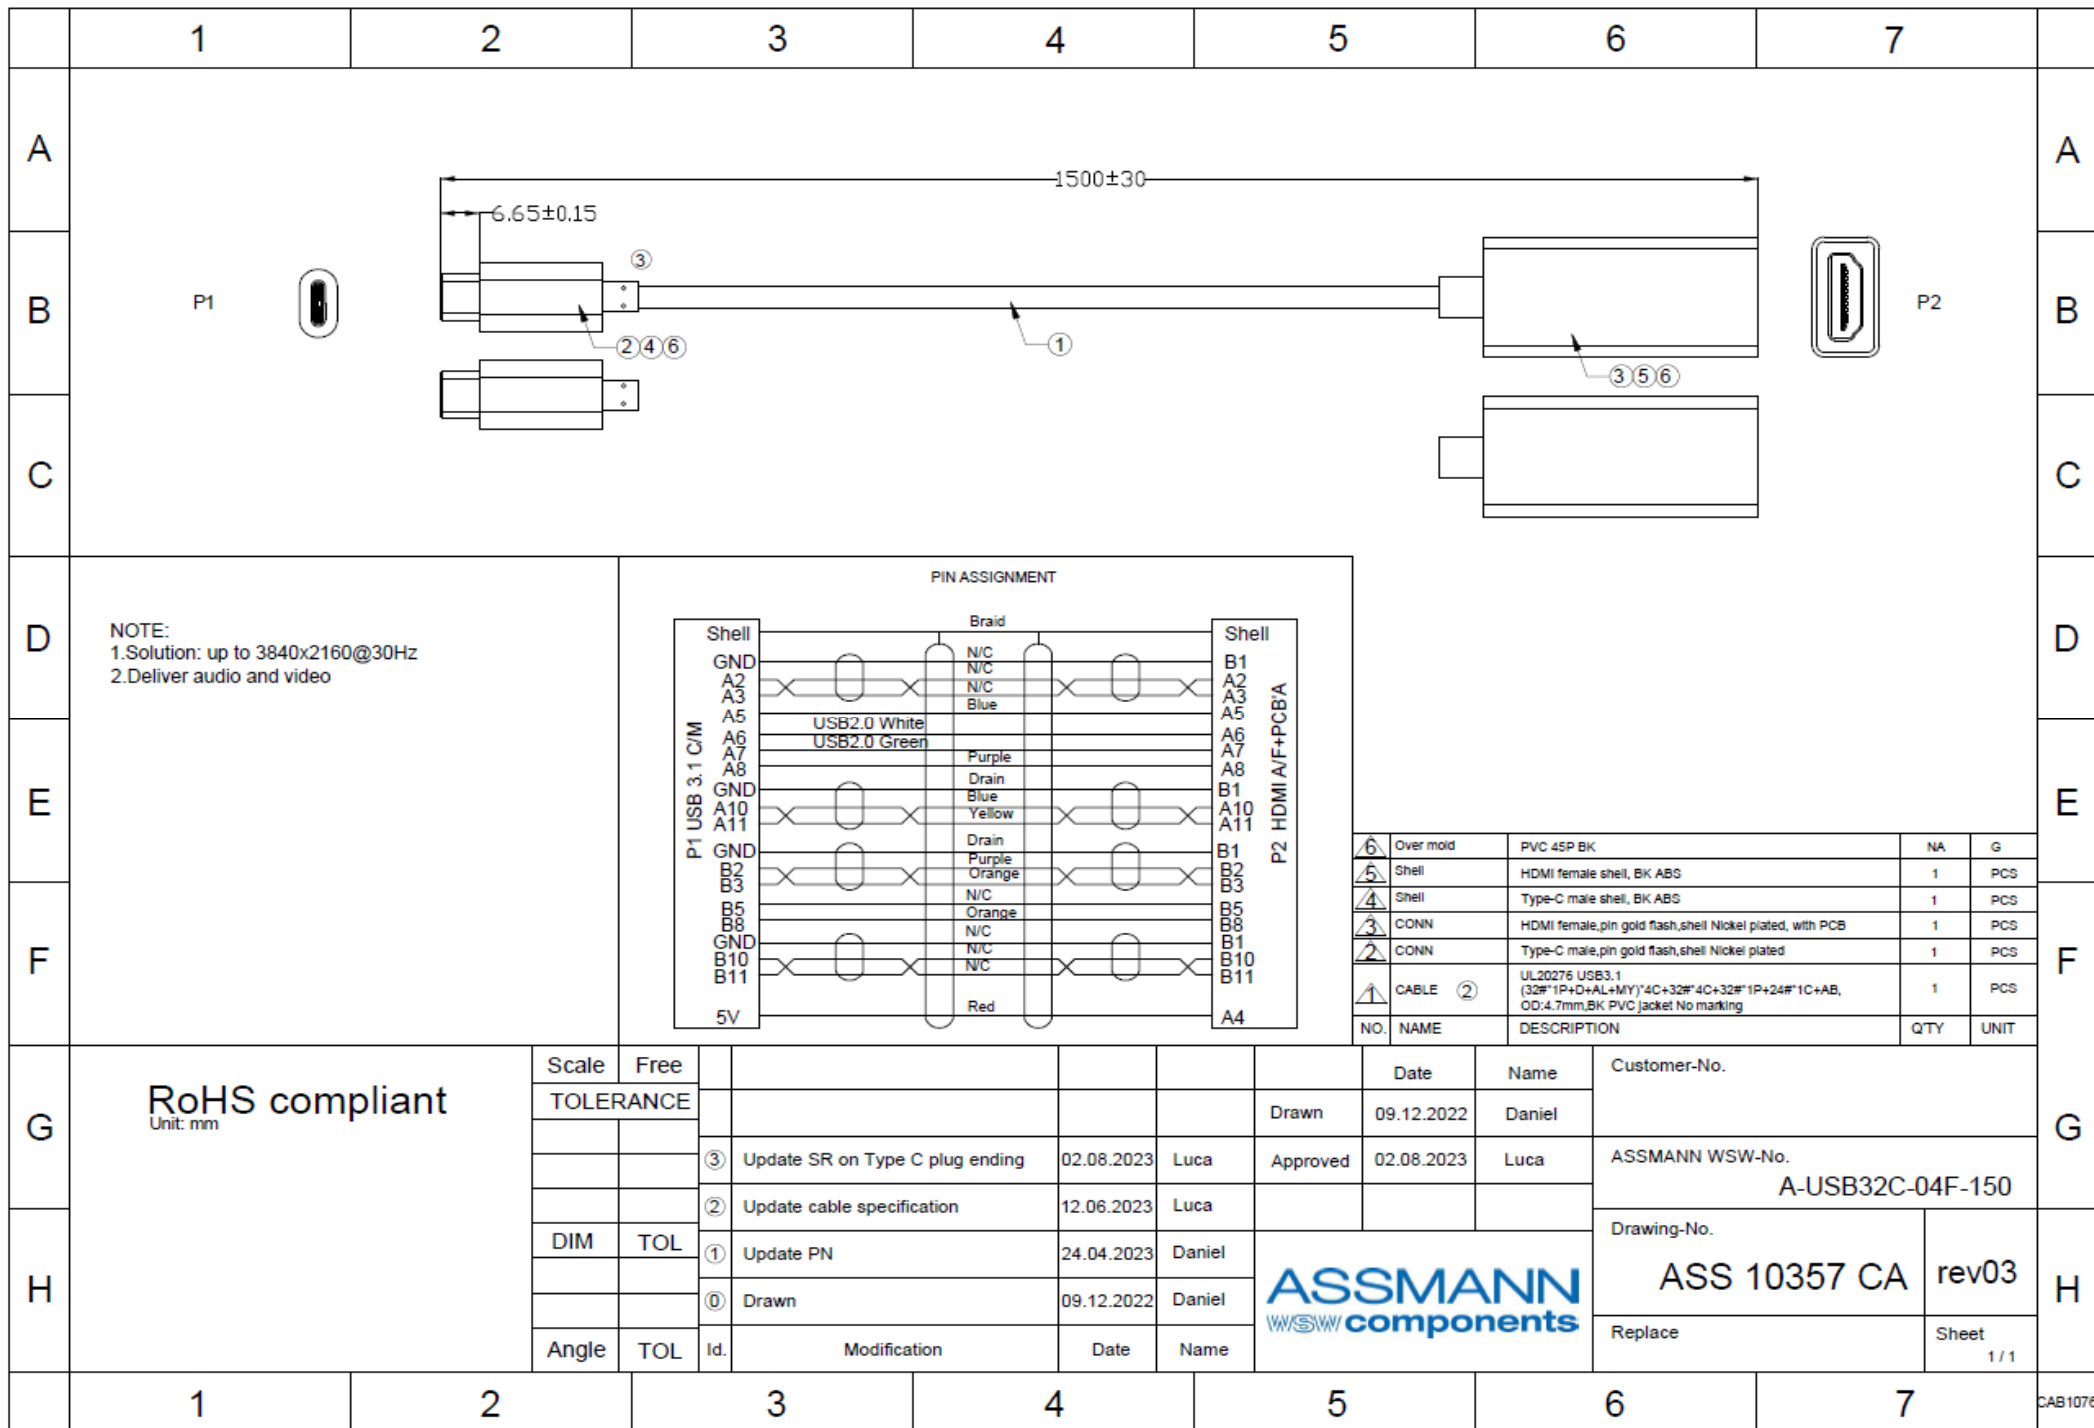 1 2 3 4 5 6 7
A A
1500±30
6.65±0.15
B B
P1
③
②④⑥
①
③⑤⑥
P2
C C
D D
NOTE:
1.Solution: up to 3840x2160@30Hz
2.Deliver audio and video
PIN ASSIGNMENT
P1 USB 3.1 C/M
P2 HDMI A/F+PCB'A
Shell Braid Shell
GND N/C B1
A2 N/C A2
A3 N/C A3
A5 Blue A5
A6 USB2.0 White A6
A7 USB2.0 Green A7
A8 Purple A8
GND Drain B1
A10 Blue A10
A11 Yellow A11
GND Drain B1
B2 Purple B2
B3 Orange B3
B5 N/C B5
B8 Orange B8
GND N/C B1
B10 N/C B10
B11 N/C B11
5V Red A4
E E
F F
6 Over mold PVC 45P BK NA G
5 Shell HDMI female shell, BK ABS 1 PCS
4 Shell Type-C male shell, BK ABS 1 PCS
3 CONN HDMI female,pin gold flash,shell Nickel plated, with PCB 1 PCS
2 CONN Type-C male,pin gold flash,shell Nickel plated 1 PCS
1 CABLE ② UL20276 USB3.1
(32#*1P+D+AL+MY)*4C+32#*4C+32#*1P+24#*1C+AB,
OD:4.7mm,BK PVC jacket No marking
1 PCS
NO. NAME DESCRIPTION Q'TY UNIT
G G
RoHS compliant
Unit: mm
Scale Free
TOLERANCE
DIM TOL
Angle TOL
③ Update SR on Type C plug ending 02.08.2023 Luca
② Update cable specification 12.06.2023 Luca
① Update PN 24.04.2023 Daniel
⓪ Drawn 09.12.2022 Daniel
Id. Modification Date Name
Date Name
Drawn 09.12.2022 Daniel
Approved 02.08.2023 Luca
ASSMANN
WSW components
Customer-No.
ASSMANN WSW-No.
A-USB32C-04F-150
Drawing-No.
ASS 10357 CA rev03
Replace Sheet
1 / 1
H H
1 2 3 4 5 6 7
CAB1076